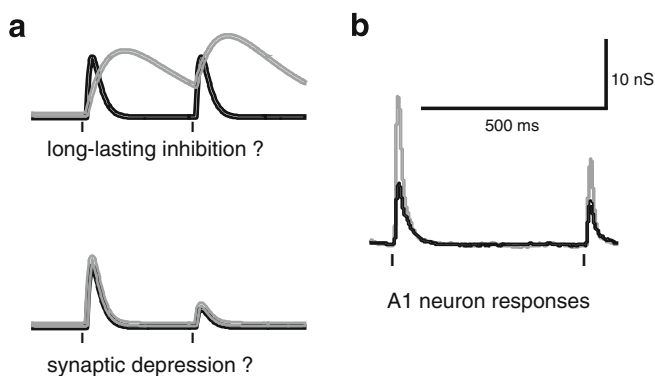 a
long-lasting inhibition ?
synaptic depression ?
b
10 nS
500 ms
A1 neuron responses